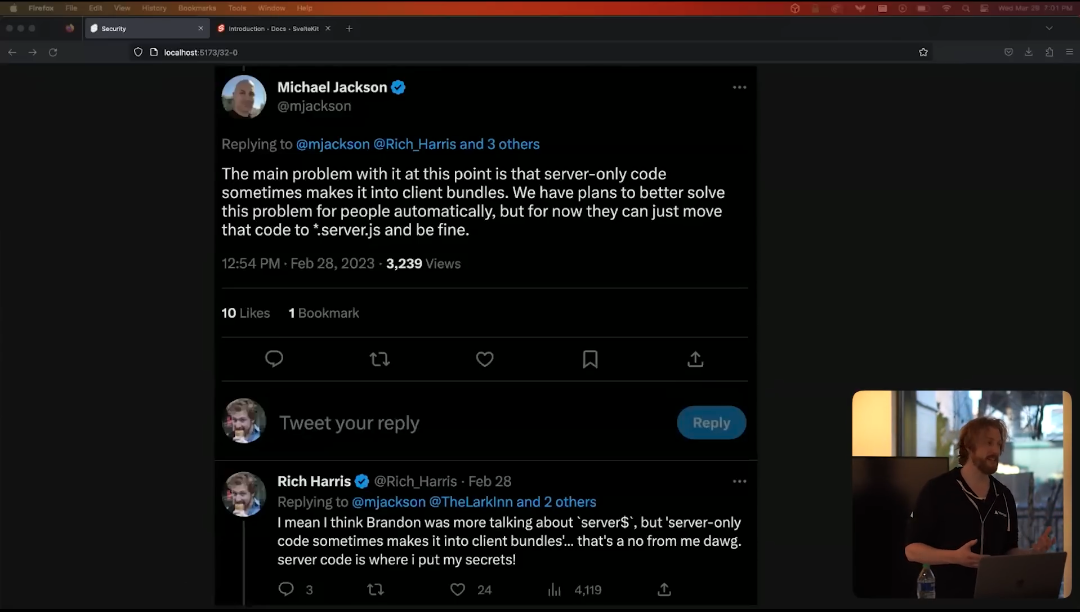 Firefox File Edit View History Bookmarks Tools Window Help
Wed Mar 29 7:31 PM
Security
Introduction • Docs • SvelteKit
localhost:5173/32-0
Michael Jackson
@mjackson
Replying to @mjackson @Rich_Harris and 3 others
The main problem with it at this point is that server-only code
sometimes makes it into client bundles. We have plans to better solve
this problem for people automatically, but for now they can just move
that code to *.server.js and be fine.
12:54 PM · Feb 28, 2023 · 3,239 Views
10 Likes 1 Bookmark
Tweet your reply
Reply
Rich Harris @Rich_Harris · Feb 28
Replying to @mjackson @TheLarkInn and 2 others
I mean I think Brandon was more talking about `server$`, but 'server-only
code sometimes makes it into client bundles'... that's a no from me dawg.
server code is where i put my secrets!
3 24 4,119